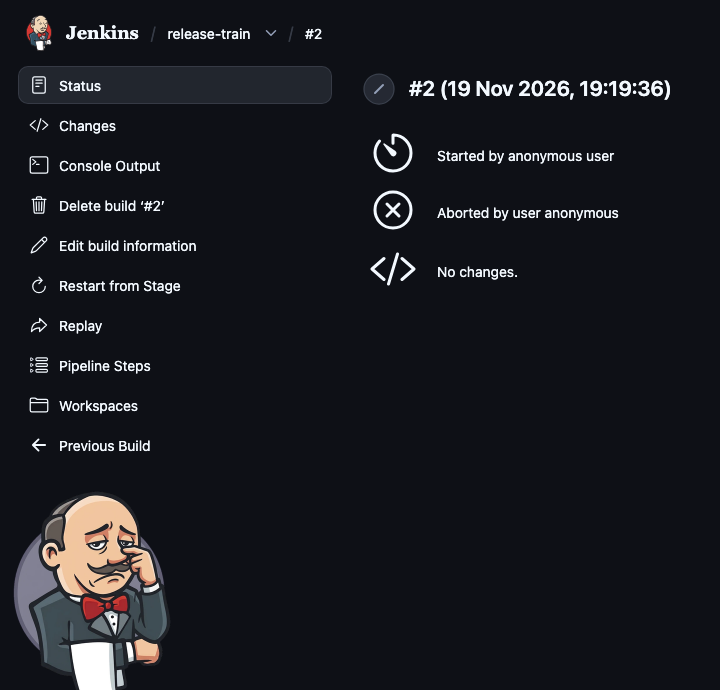 Jenkins / release-train / #2
Status
Changes
Console Output
Delete build ‘#2’
Edit build information
Restart from Stage
Replay
Pipeline Steps
Workspaces
Previous Build
#2 (19 Nov 2026, 19:19:36)
Started by anonymous user
Aborted by user anonymous
No changes.